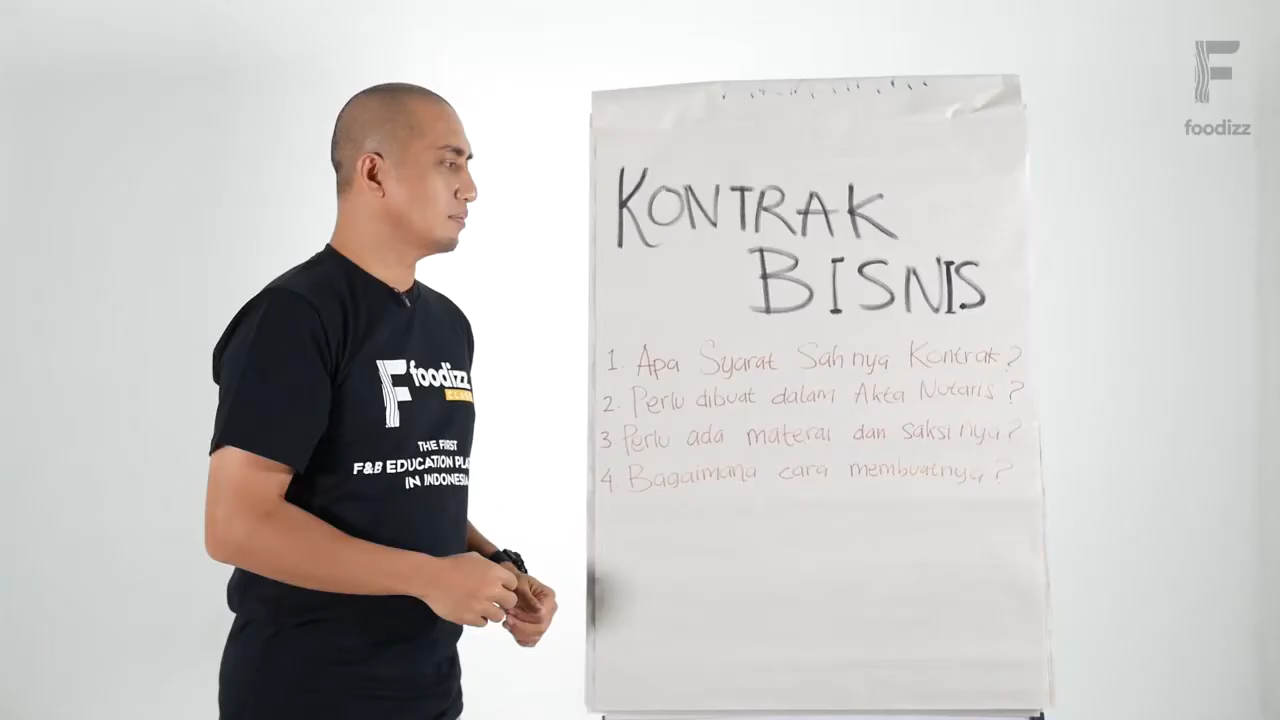 F
foodizz
KONTRAK
BISNIS
1. Apa Syarat Sahnya Kontrak?
2. Perlu dibuat dalam Akta Notaris?
3. Perlu ada materai dan saksinya?
4. Bagaimana cara membuatnya?
F foodizz
THE FIRST
F&B EDUCATION PLA
IN INDONESIA